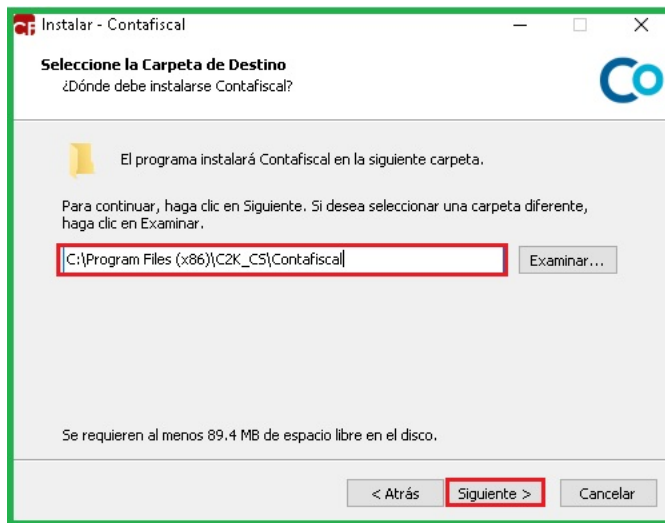 CF Instalar - Contafiscal
Seleccione la Carpeta de Destino
¿Dónde debe instalarse Contafiscal?
CO
El programa instalará Contafiscal en la siguiente carpeta.
Para continuar, haga clic en Siguiente. Si desea seleccionar una carpeta diferente,
haga clic en Examinar.
C:\Program Files (x86)\C2K_CS\Contafiscal
Examinar...
Se requieren al menos 89.4 MB de espacio libre en el disco.
< Atrás
Siguiente >
Cancelar